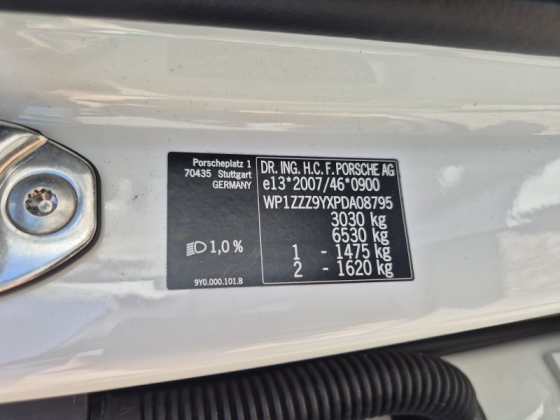 Porscheplatz 1
70435 Stuttgart
GERMANY
1,0 %
9Y0.000.101.B
DR. ING. H.C. F. PORSCHE AG
e13*2007/46*0900
WP1ZZZ9YXPDA08795
3030 kg
6530 kg
1 - 1475 kg
2 - 1620 kg